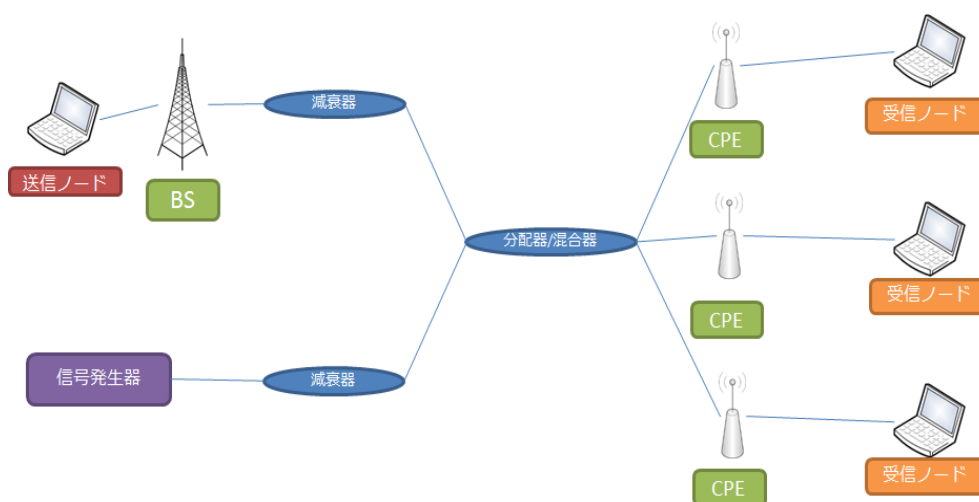 減衰器
送信ノード
BS
分配器/混合器
信号発生器
減衰器
CPE
受信ノード
CPE
受信ノード
CPE
受信ノード